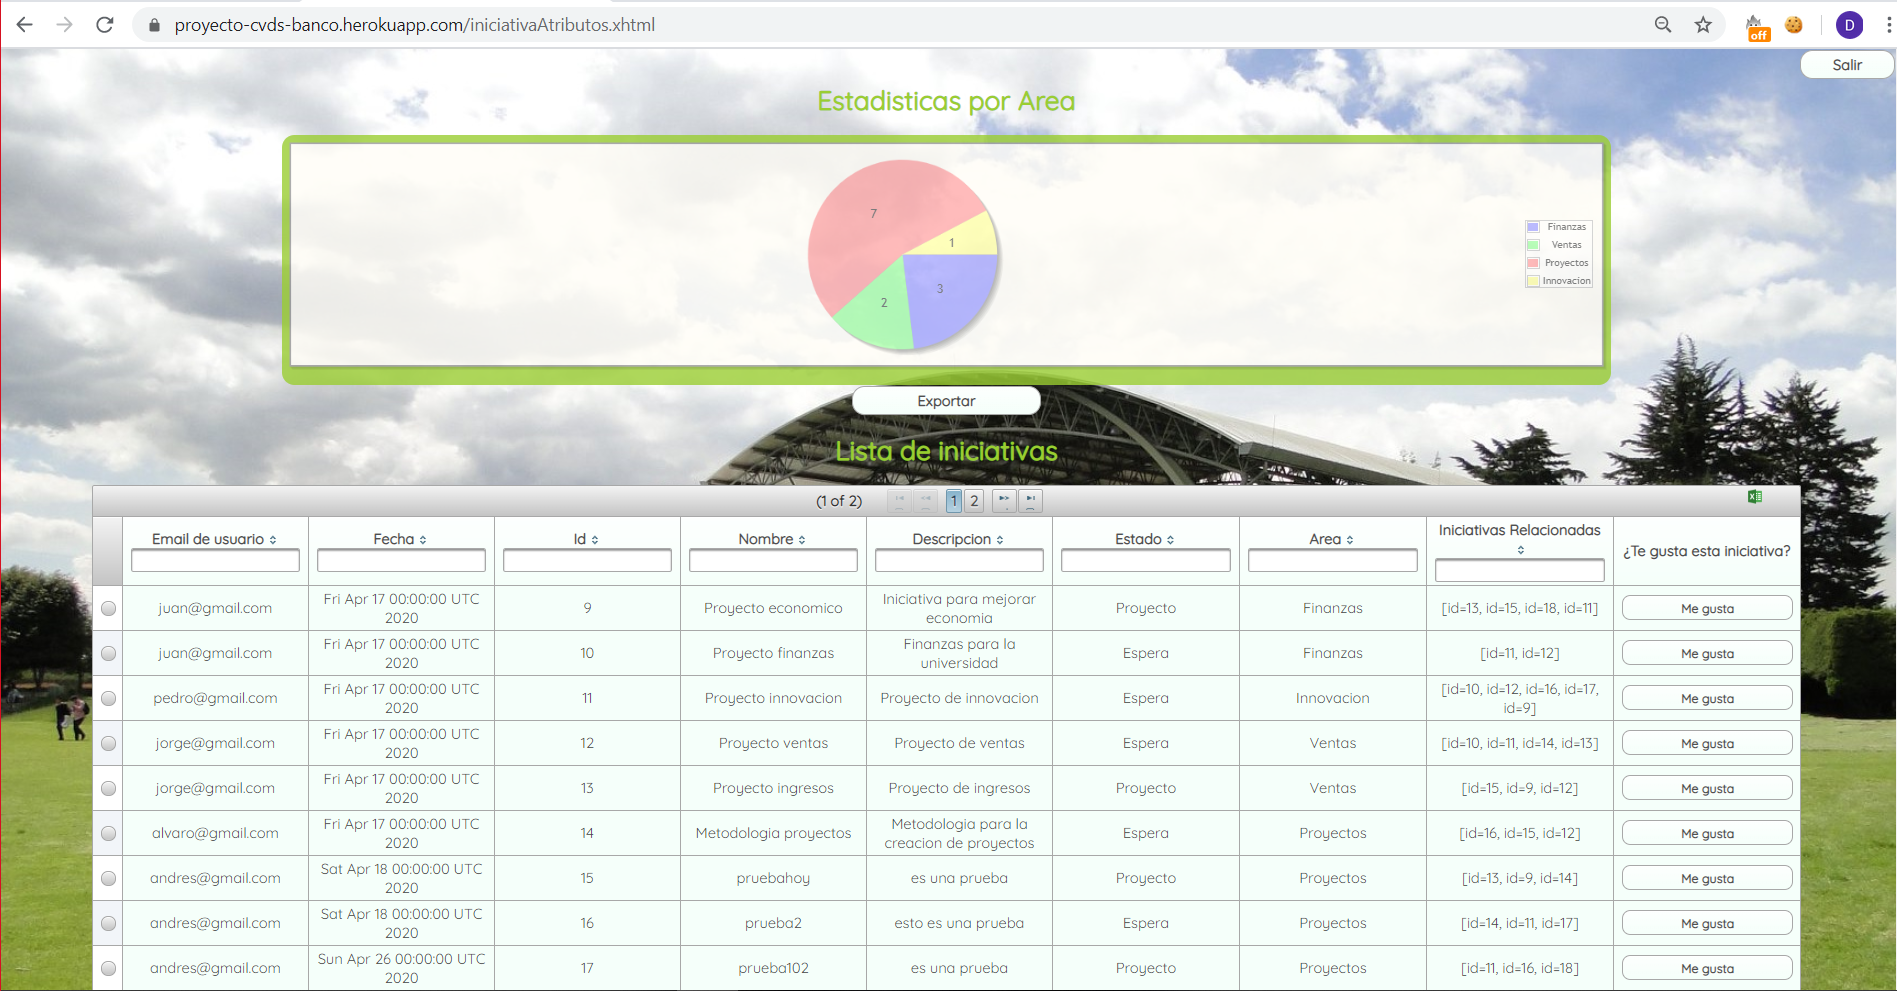 proyecto-cvds-banco.herokuapp.com/iniciativaAtributos.xhtml
off
D
Salir
Estadisticas por Area
7
1
3
2
Finanzas
Ventas
Proyectos
Innovacion
Exportar
Lista de iniciativas
(1 of 2) 1 2
Email de usuario Fecha Id Nombre Descripcion Estado Area Iniciativas Relacionadas ¿Te gusta esta iniciativa?
juan@gmail.com Fri Apr 17 00:00:00 UTC 2020 9 Proyecto economico Iniciativa para mejorar economia Proyecto Finanzas [id=13, id=15, id=18, id=11] Me gusta
juan@gmail.com Fri Apr 17 00:00:00 UTC 2020 10 Proyecto finanzas Finanzas para la universidad Espera Finanzas [id=11, id=12] Me gusta
pedro@gmail.com Fri Apr 17 00:00:00 UTC 2020 11 Proyecto innovacion Proyecto de innovacion Espera Innovacion [id=10, id=12, id=16, id=17, id=9] Me gusta
jorge@gmail.com Fri Apr 17 00:00:00 UTC 2020 12 Proyecto ventas Proyecto de ventas Espera Ventas [id=10, id=11, id=14, id=13] Me gusta
jorge@gmail.com Fri Apr 17 00:00:00 UTC 2020 13 Proyecto ingresos Proyecto de ingresos Proyecto Ventas [id=15, id=9, id=12] Me gusta
alvaro@gmail.com Fri Apr 17 00:00:00 UTC 2020 14 Metodologia proyectos Metodologia para la creacion de proyectos Espera Proyectos [id=16, id=15, id=12] Me gusta
andres@gmail.com Sat Apr 18 00:00:00 UTC 2020 15 pruebahoy es una prueba Proyecto Proyectos [id=13, id=9, id=14] Me gusta
andres@gmail.com Sat Apr 18 00:00:00 UTC 2020 16 prueba2 esto es una prueba Espera Proyectos [id=14, id=11, id=17] Me gusta
andres@gmail.com Sun Apr 26 00:00:00 UTC 2020 17 prueba102 es una prueba Proyecto Proyectos [id=11, id=16, id=18] Me gusta